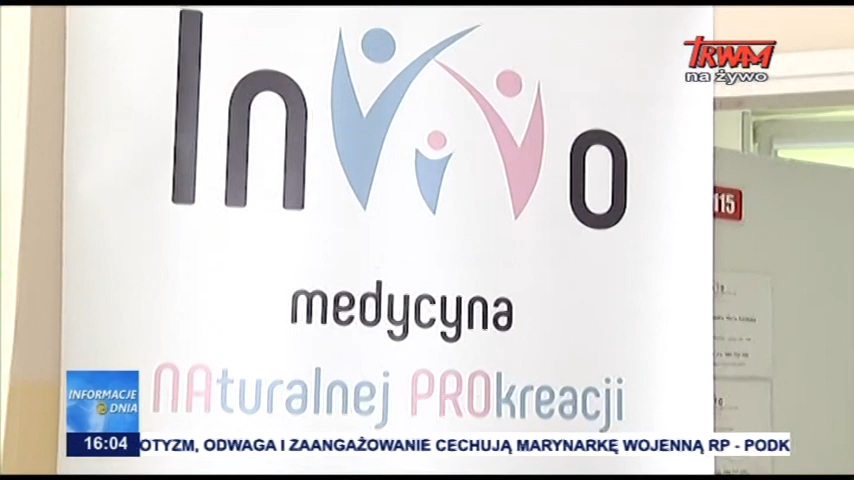 TRWAM
na żywo
InVivo
115
medycyna
NAturalnej PROkreacji
INFORMACJE
DNIA
16:04
OTYZM, ODWAGA I ZAANGAŻOWANIE CECHUJĄ MARYNARKĘ WOJENNĄ RP - PODK